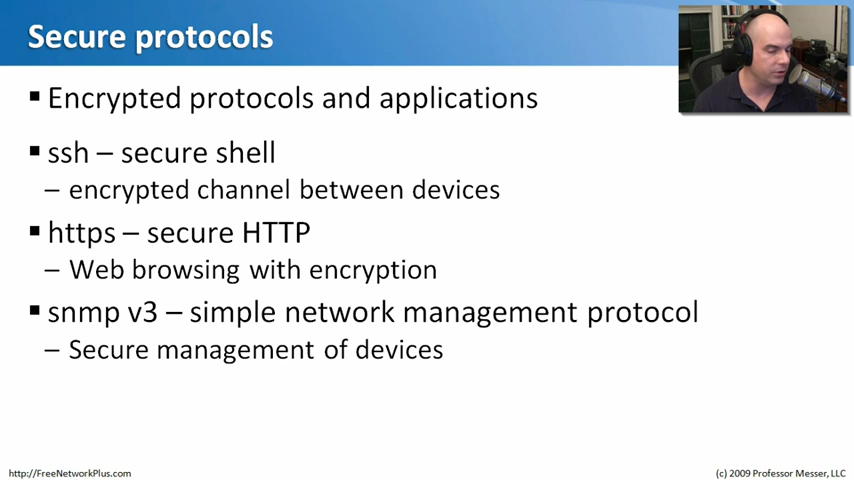 Secure protocols
▪ Encrypted protocols and applications
▪ ssh – secure shell
– encrypted channel between devices
▪ https – secure HTTP
– Web browsing with encryption
▪ snmp v3 – simple network management protocol
– Secure management of devices
http://FreeNetworkPlus.com
(c) 2009 Professor Messer, LLC